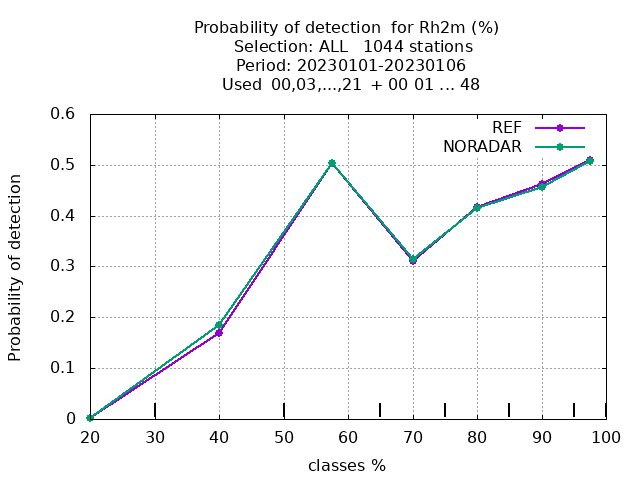 Probability of detection  for Rh2m (%)
Selection: ALL   1044 stations
Period: 20230101-20230106
Used  00,03,...,21  + 00 01 ... 48
REF
NORADAR
Probability of detection
0.6
0.5
0.4
0.3
0.2
0.1
0
20 30 40 50 60 70 80 90 100
classes %